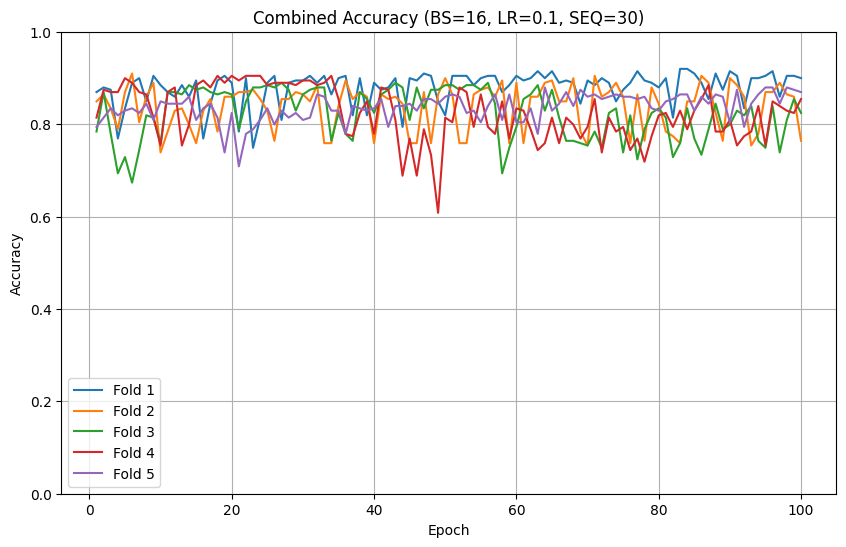 Combined Accuracy (BS=16, LR=0.1, SEQ=30)
1.0
0.8
0.6
0.4
0.2
0.0
Accuracy
Fold 1
Fold 2
Fold 3
Fold 4
Fold 5
0 20 40 60 80 100
Epoch